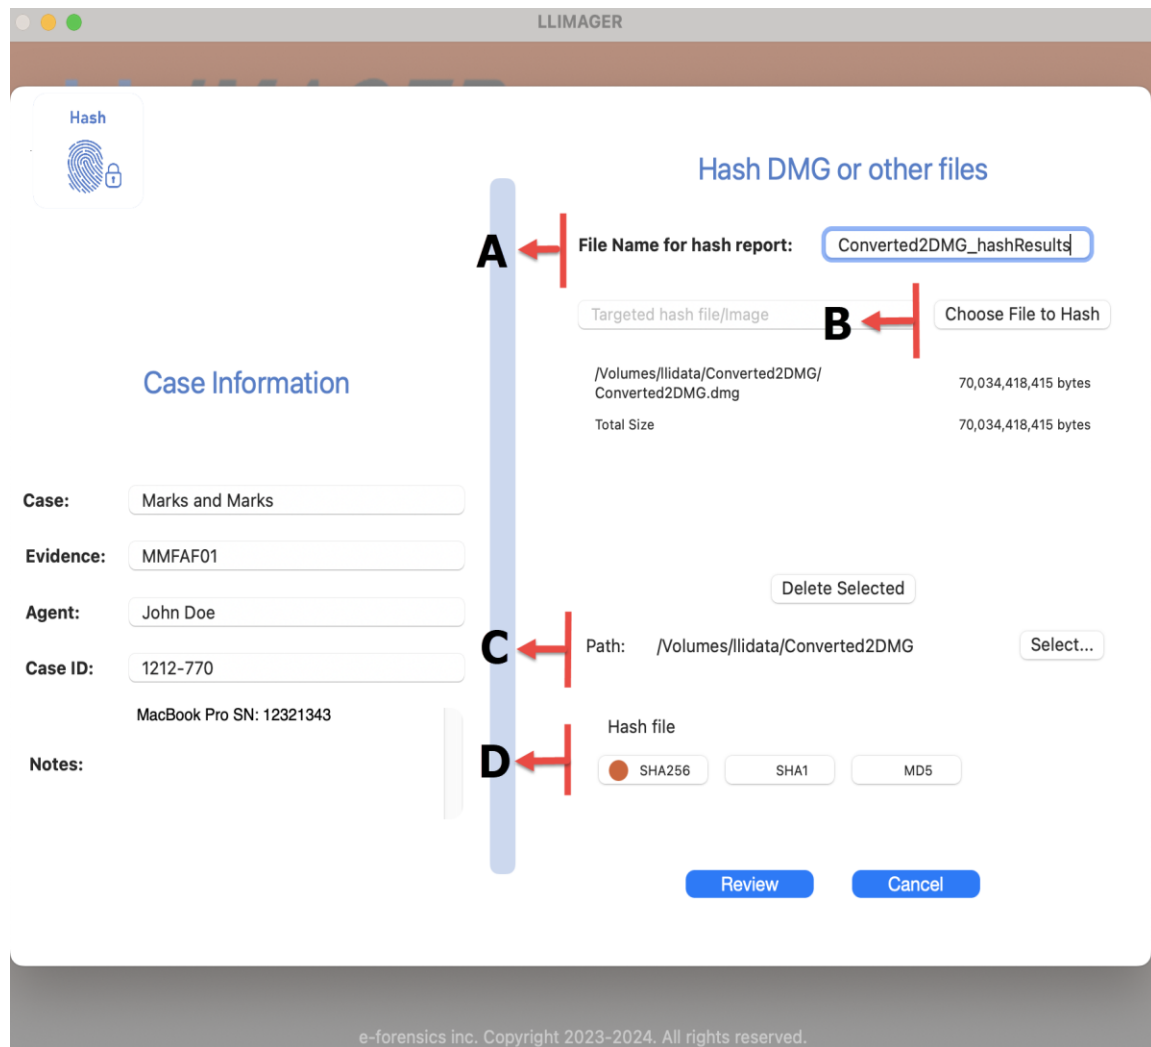 LLIMAGER
Hash
Hash DMG or other files
A
File Name for hash report:
Converted2DMG_hashResults
Targeted hash file/Image
B
Choose File to Hash
/Volumes/llidata/Converted2DMG/
Converted2DMG.dmg
70,034,418,415 bytes
Total Size
70,034,418,415 bytes
Case Information
Case:
Marks and Marks
Evidence:
MMFAF01
Agent:
John Doe
Case ID:
1212-770
Notes:
MacBook Pro SN: 12321343
Delete Selected
C
Path:
/Volumes/llidata/Converted2DMG
Select...
D
Hash file
SHA256
SHA1
MD5
Review
Cancel
e-forensics inc. Copyright 2023-2024. All rights reserved.